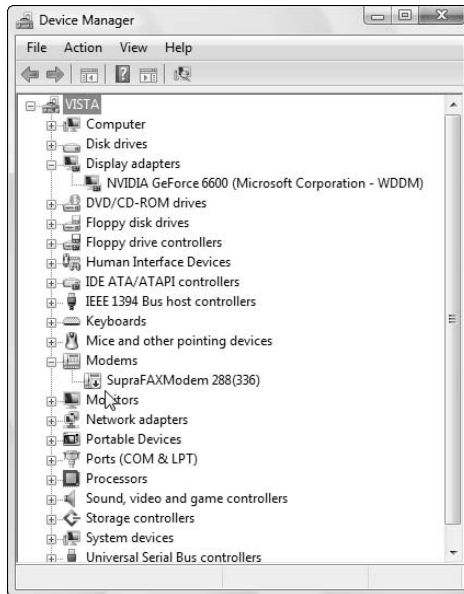 Device Manager
File Action View Help
VISTA
Computer
Disk drives
Display adapters
NVIDIA GeForce 6600 (Microsoft Corporation - WDDM)
DVD/CD-ROM drives
Floppy disk drives
Floppy drive controllers
Human Interface Devices
IDE ATA/ATAPI controllers
IEEE 1394 Bus host controllers
Keyboards
Mice and other pointing devices
Modems
SupraFAXModem 288(336)
Monitors
Network adapters
Portable Devices
Ports (COM & LPT)
Processors
Sound, video and game controllers
Storage controllers
System devices
Universal Serial Bus controllers